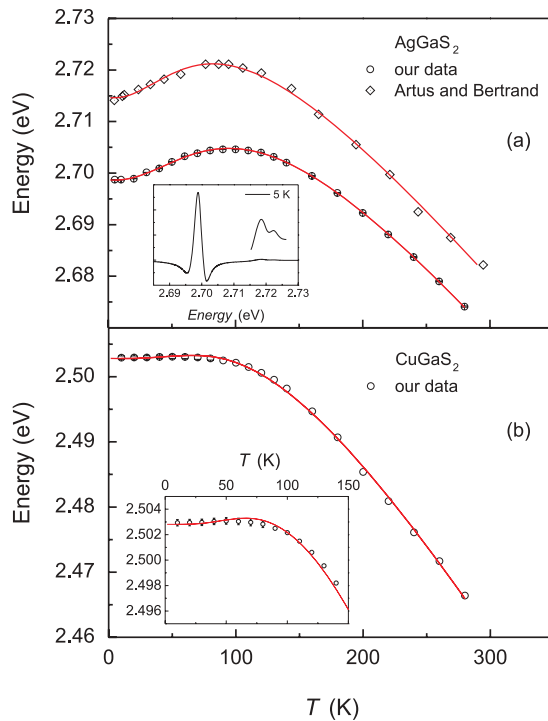 2.73
AgGaS2
2.72
our data
Artus and Bertrand
2.71
Energy (eV)
(a)
2.70
5 K
2.69
2.68
2.69 2.70 2.71 2.72 2.73
Energy (eV)
2.50
CuGaS2
our data
(b)
2.49
T (K)
Energy (eV)
0 50 100 150
2.48
2.504
2.502
2.500
2.47
2.498
2.496
2.46
0 100 200 300
T (K)